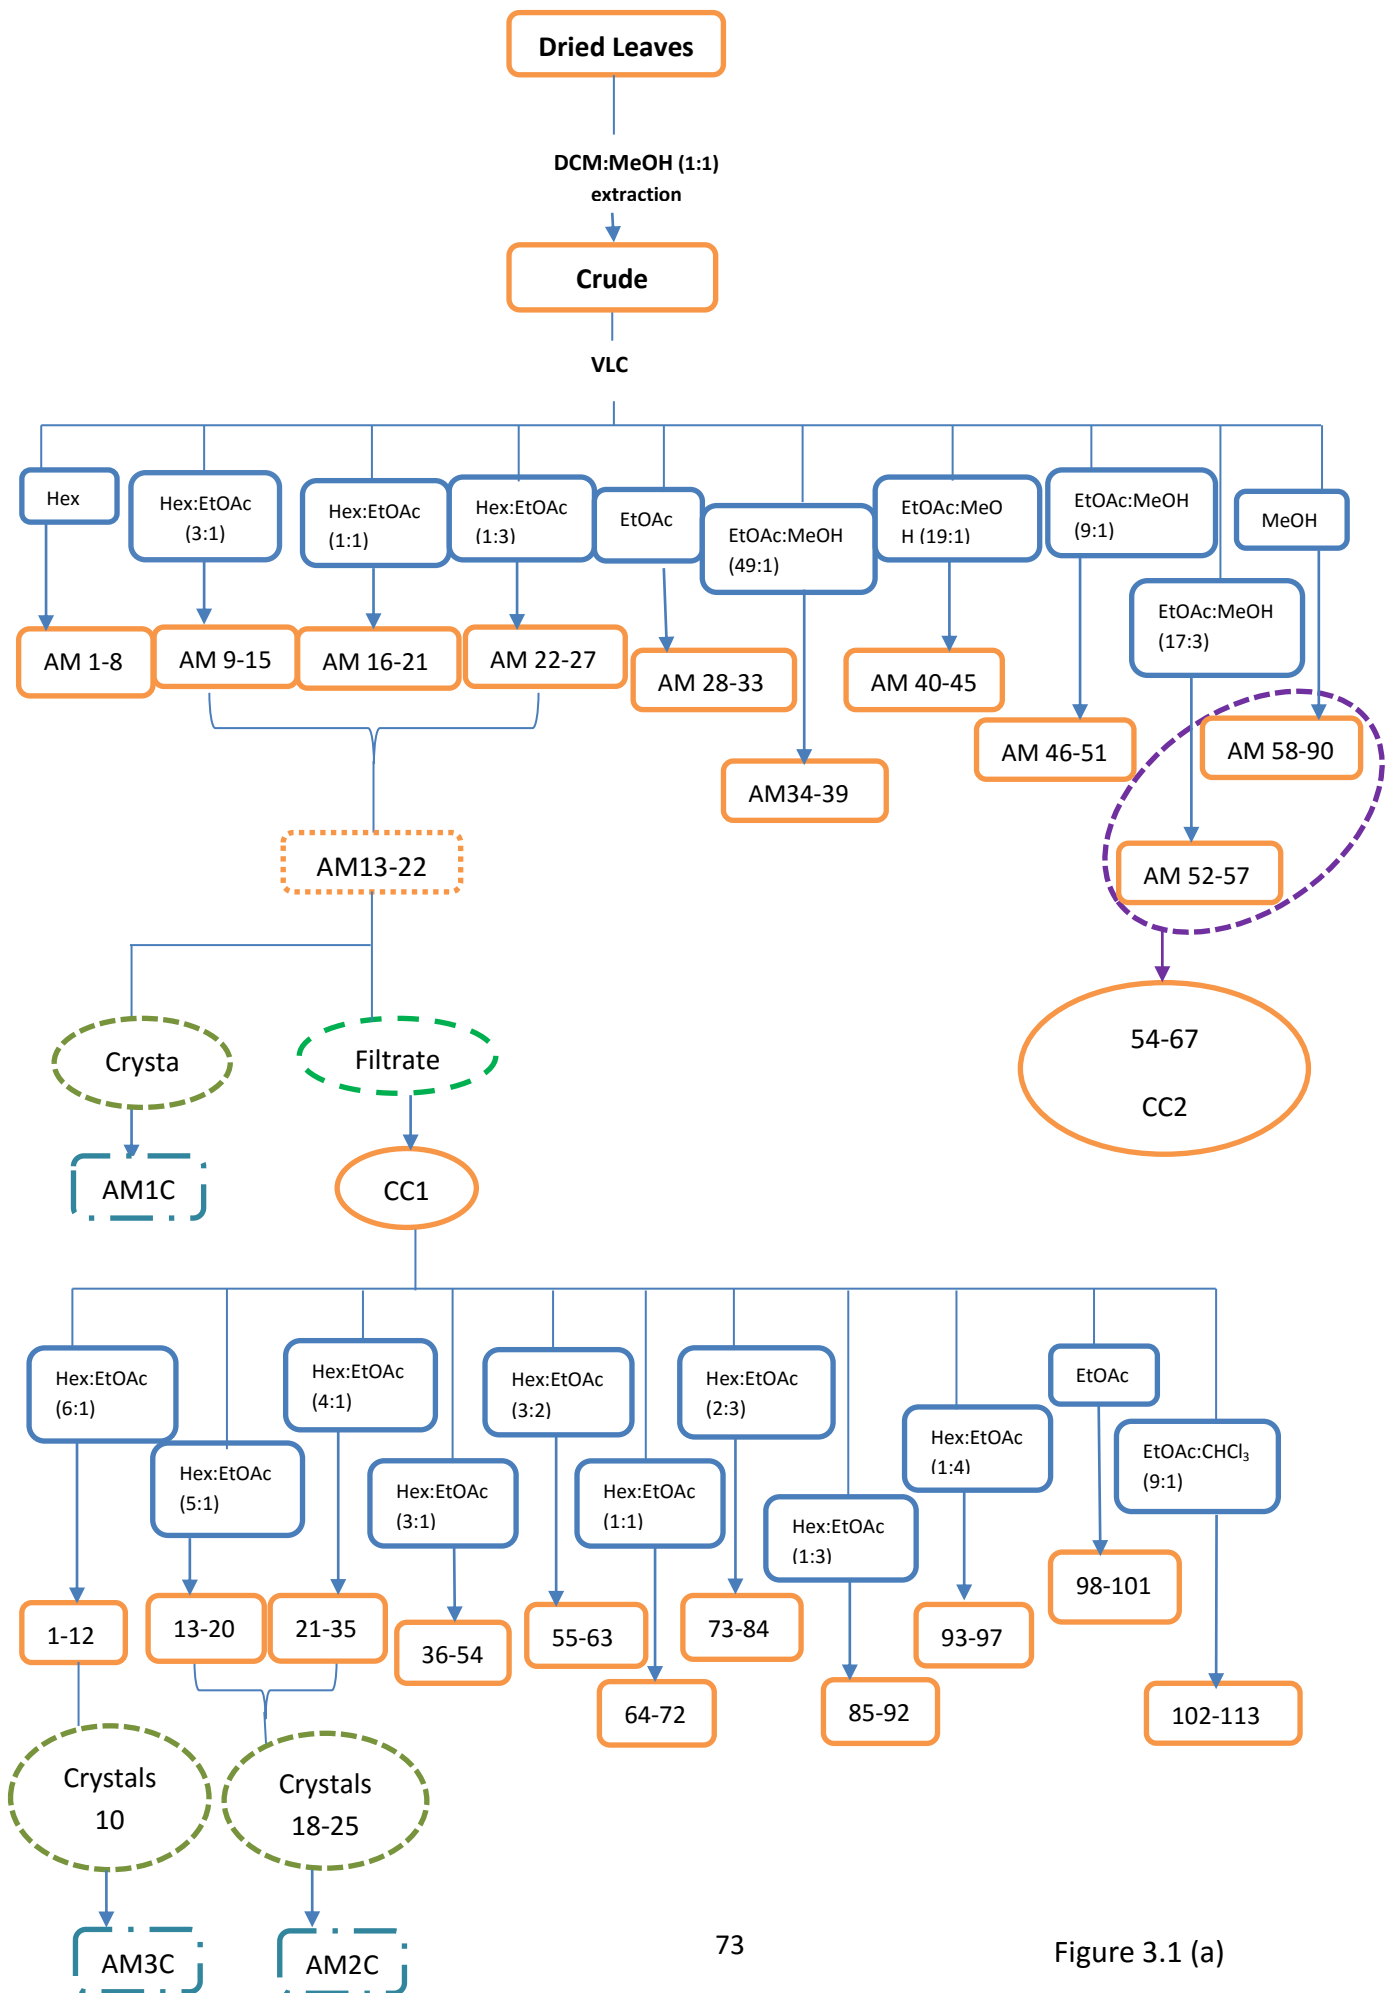 Dried Leaves
DCM:MeOH (1:1)
extraction
Crude
VLC
Hex
Hex:EtOAc
(3:1)
Hex:EtOAc
(1:1)
Hex:EtOAc
(1:3)
EtOAc
EtOAc:MeOH
(49:1)
EtOAc:MeO
H (19:1)
EtOAc:MeOH
(9:1)
EtOAc:MeOH
(17:3)
MeOH
AM 1-8
AM 9-15
AM 16-21
AM 22-27
AM 28-33
AM34-39
AM 40-45
AM 46-51
AM 52-57
AM 58-90
AM13-22
54-67
CC2
Crysta
Filtrate
AM1C
CC1
Hex:EtOAc
(6:1)
Hex:EtOAc
(5:1)
Hex:EtOAc
(4:1)
Hex:EtOAc
(3:1)
Hex:EtOAc
(3:2)
Hex:EtOAc
(1:1)
Hex:EtOAc
(2:3)
Hex:EtOAc
(1:3)
Hex:EtOAc
(1:4)
EtOAc
EtOAc:CHCl₃
(9:1)
1-12
13-20
21-35
36-54
55-63
64-72
73-84
85-92
93-97
98-101
102-113
Crystals
10
Crystals
18-25
AM3C
AM2C
73
Figure 3.1 (a)